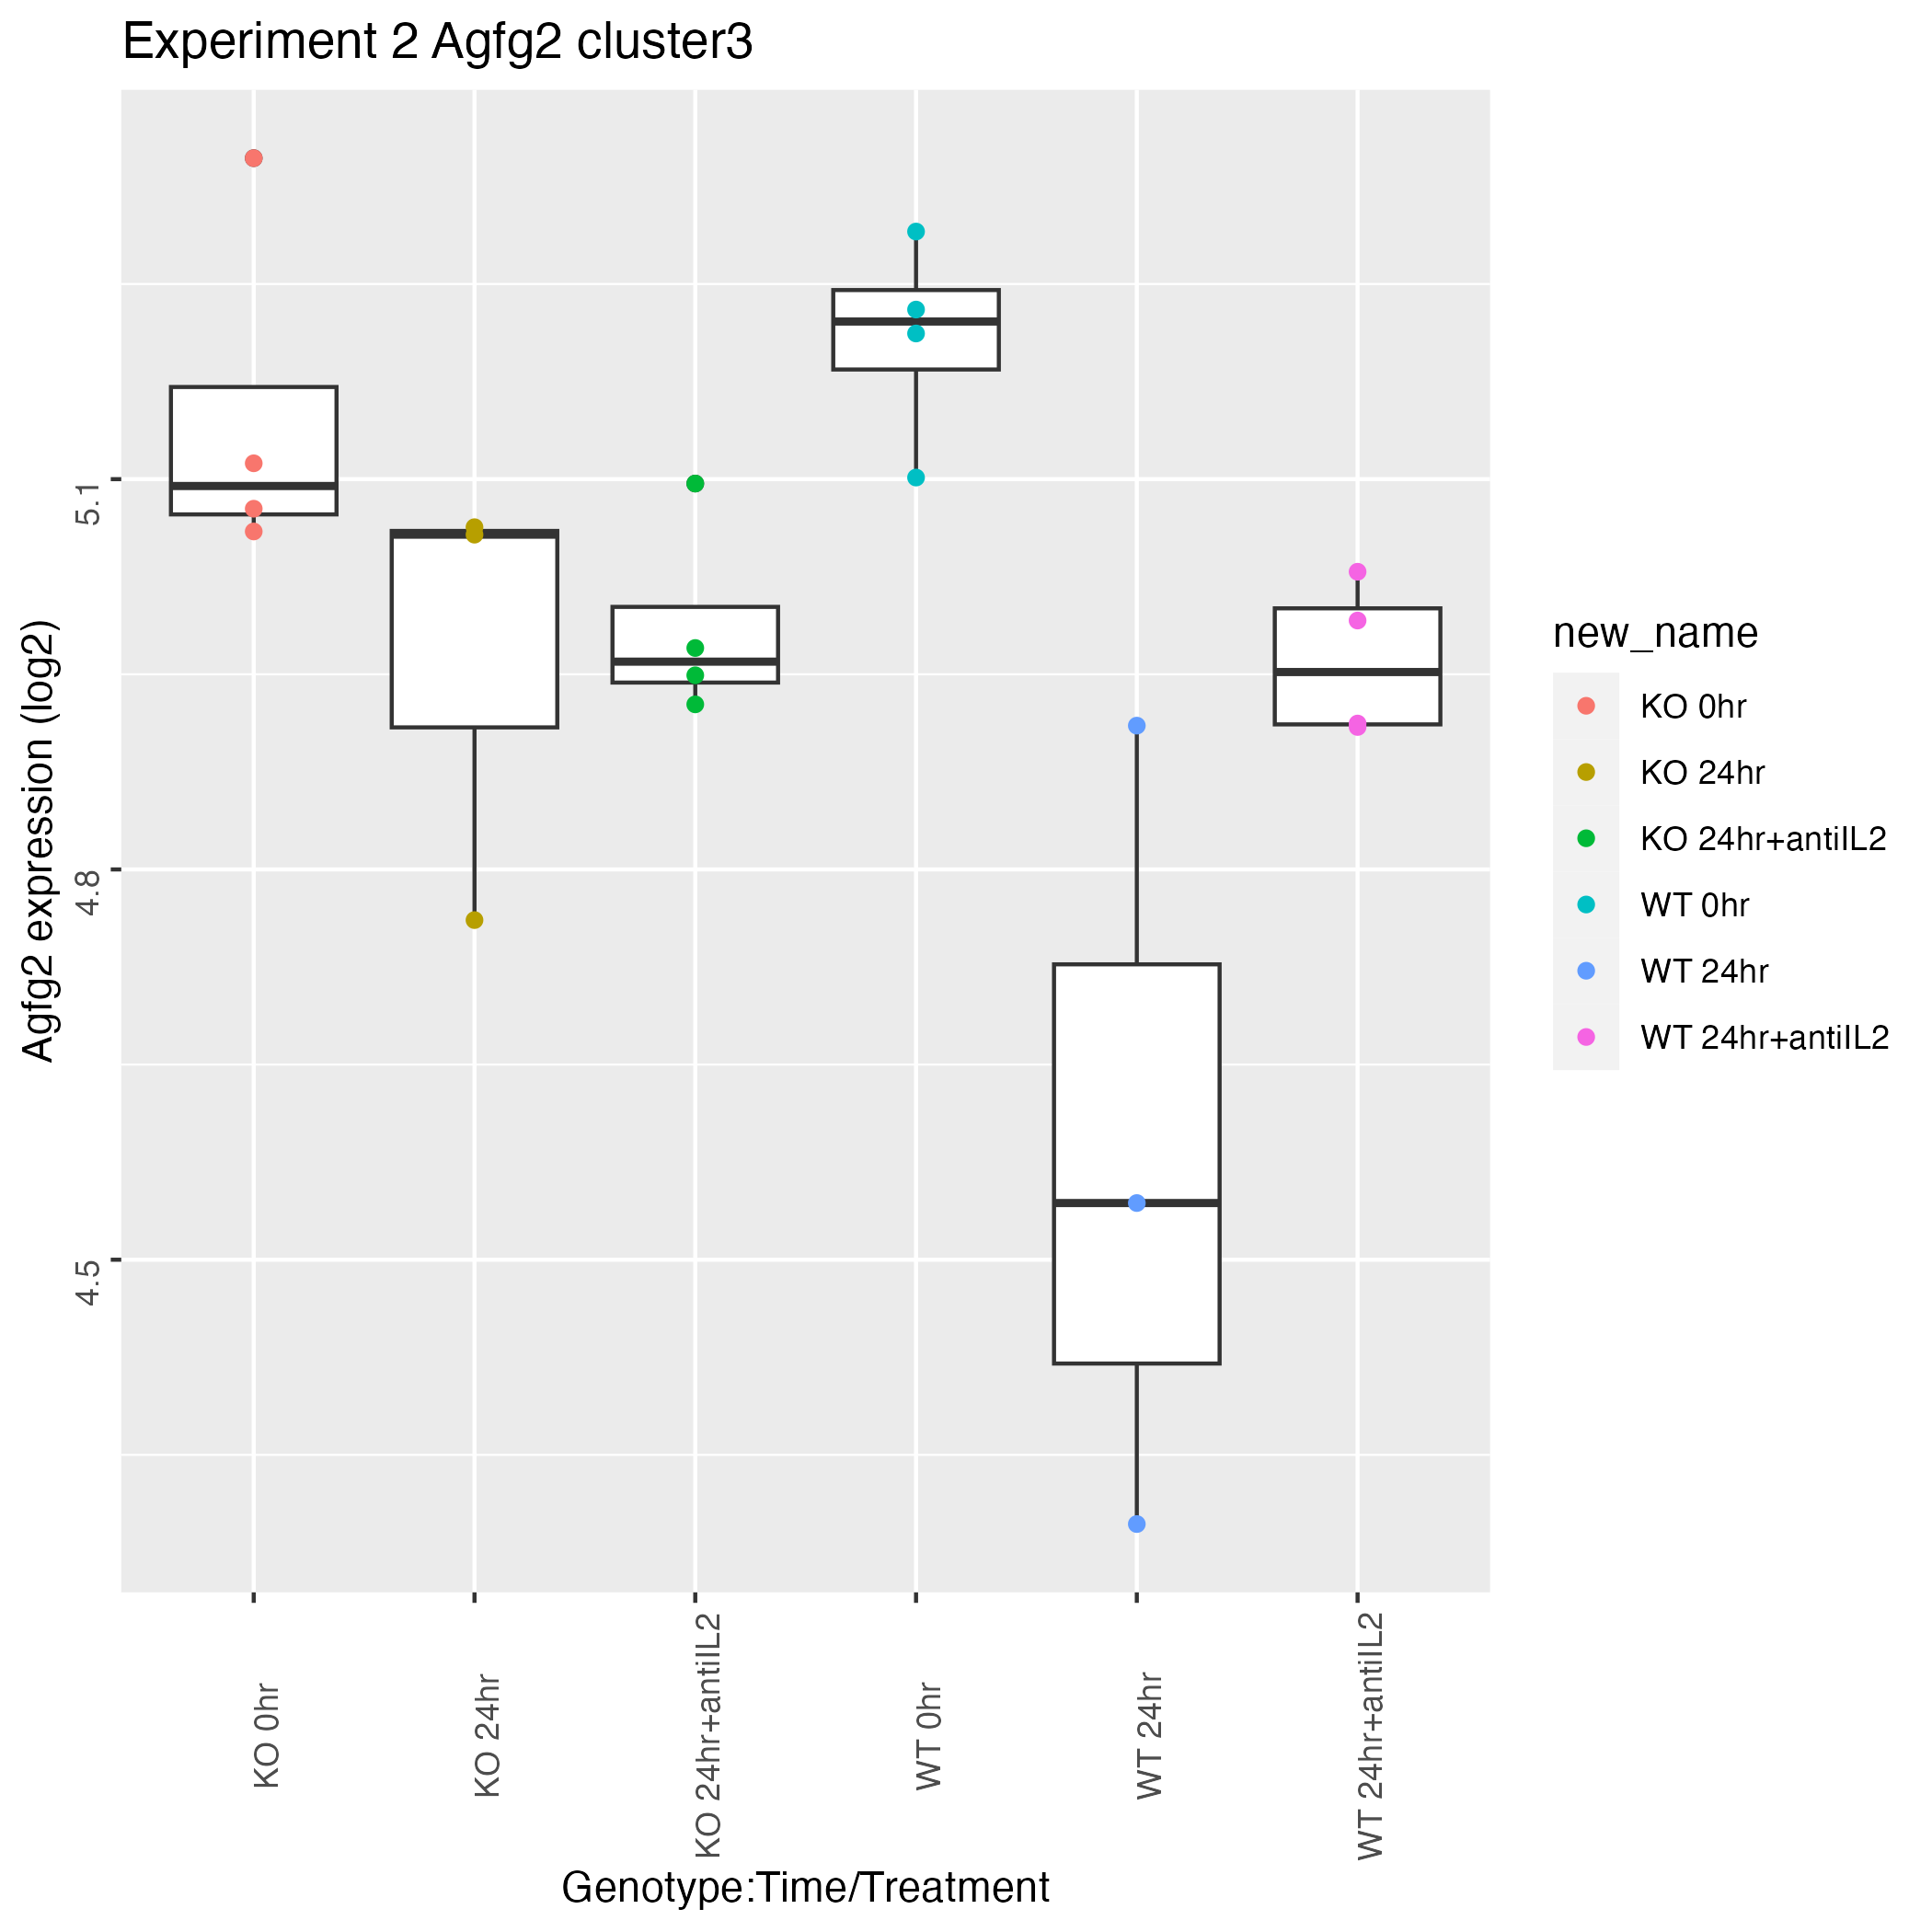 Experiment 2 Agfg2 cluster3
Agfg2 expression (log2)
5.1
4.8
4.5
KO 0hr
KO 24hr
KO 24hr+antiIL2
WT 0hr
WT 24hr
WT 24hr+antiIL2
Genotype:Time/Treatment
new_name
KO 0hr
KO 24hr
KO 24hr+antiIL2
WT 0hr
WT 24hr
WT 24hr+antiIL2